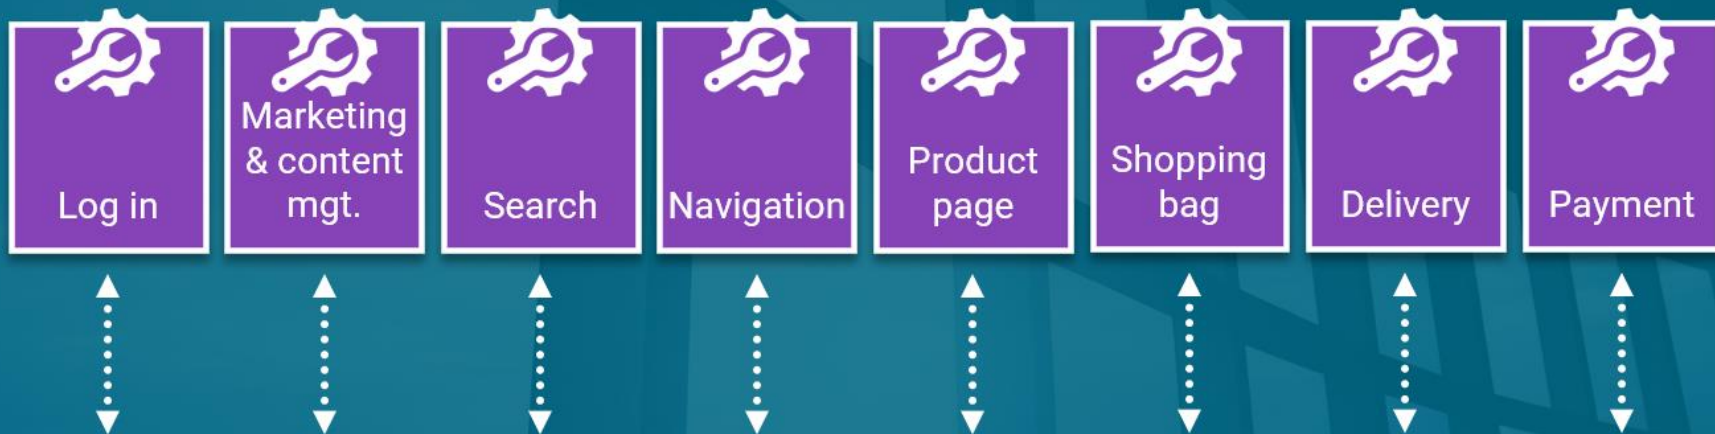 Log in
Marketing
& content
mgt.
Search
Navigation
Product
page
Shopping
bag
Delivery
Payment